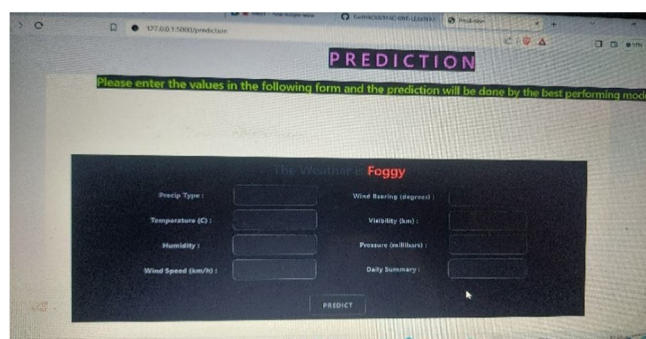 127.0.0.1:5000/prediction
PREDICTION
Please enter the values in the following form and the prediction will be done by the best performing mode
The Weather is Foggy
Precip Type : Wind Bearing (degrees) :
Temperature (C) : Visibility (km) :
Humidity : Pressure (millibars) :
Wind Speed (km/h) : Daily Summary :
PREDICT